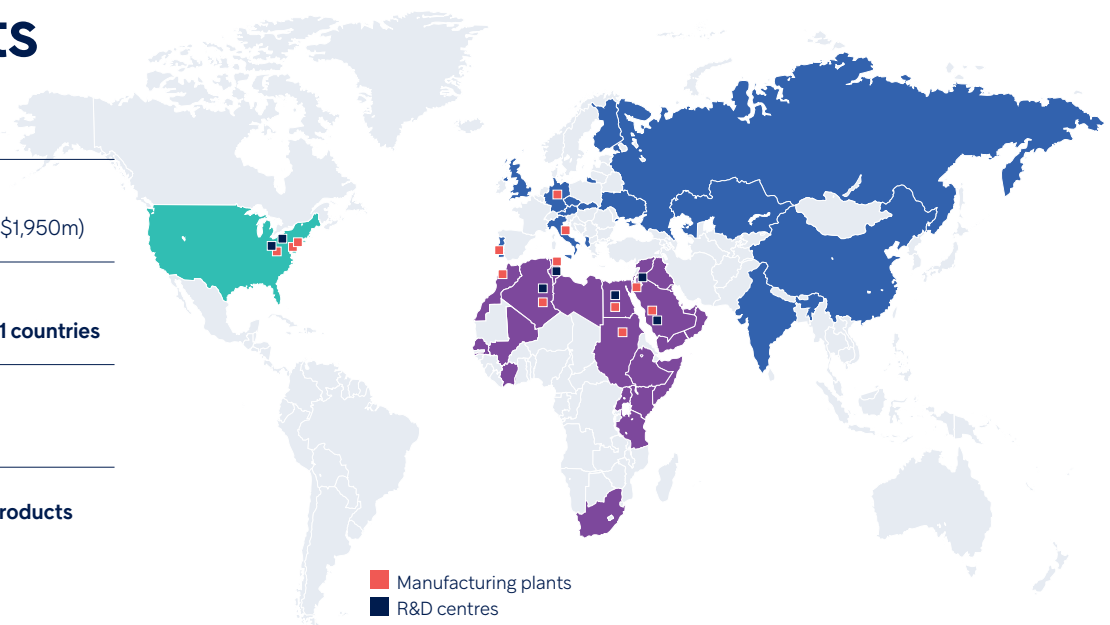 ts
$1,950m)
1 countries
roducts
Manufacturing plants
R&D centres